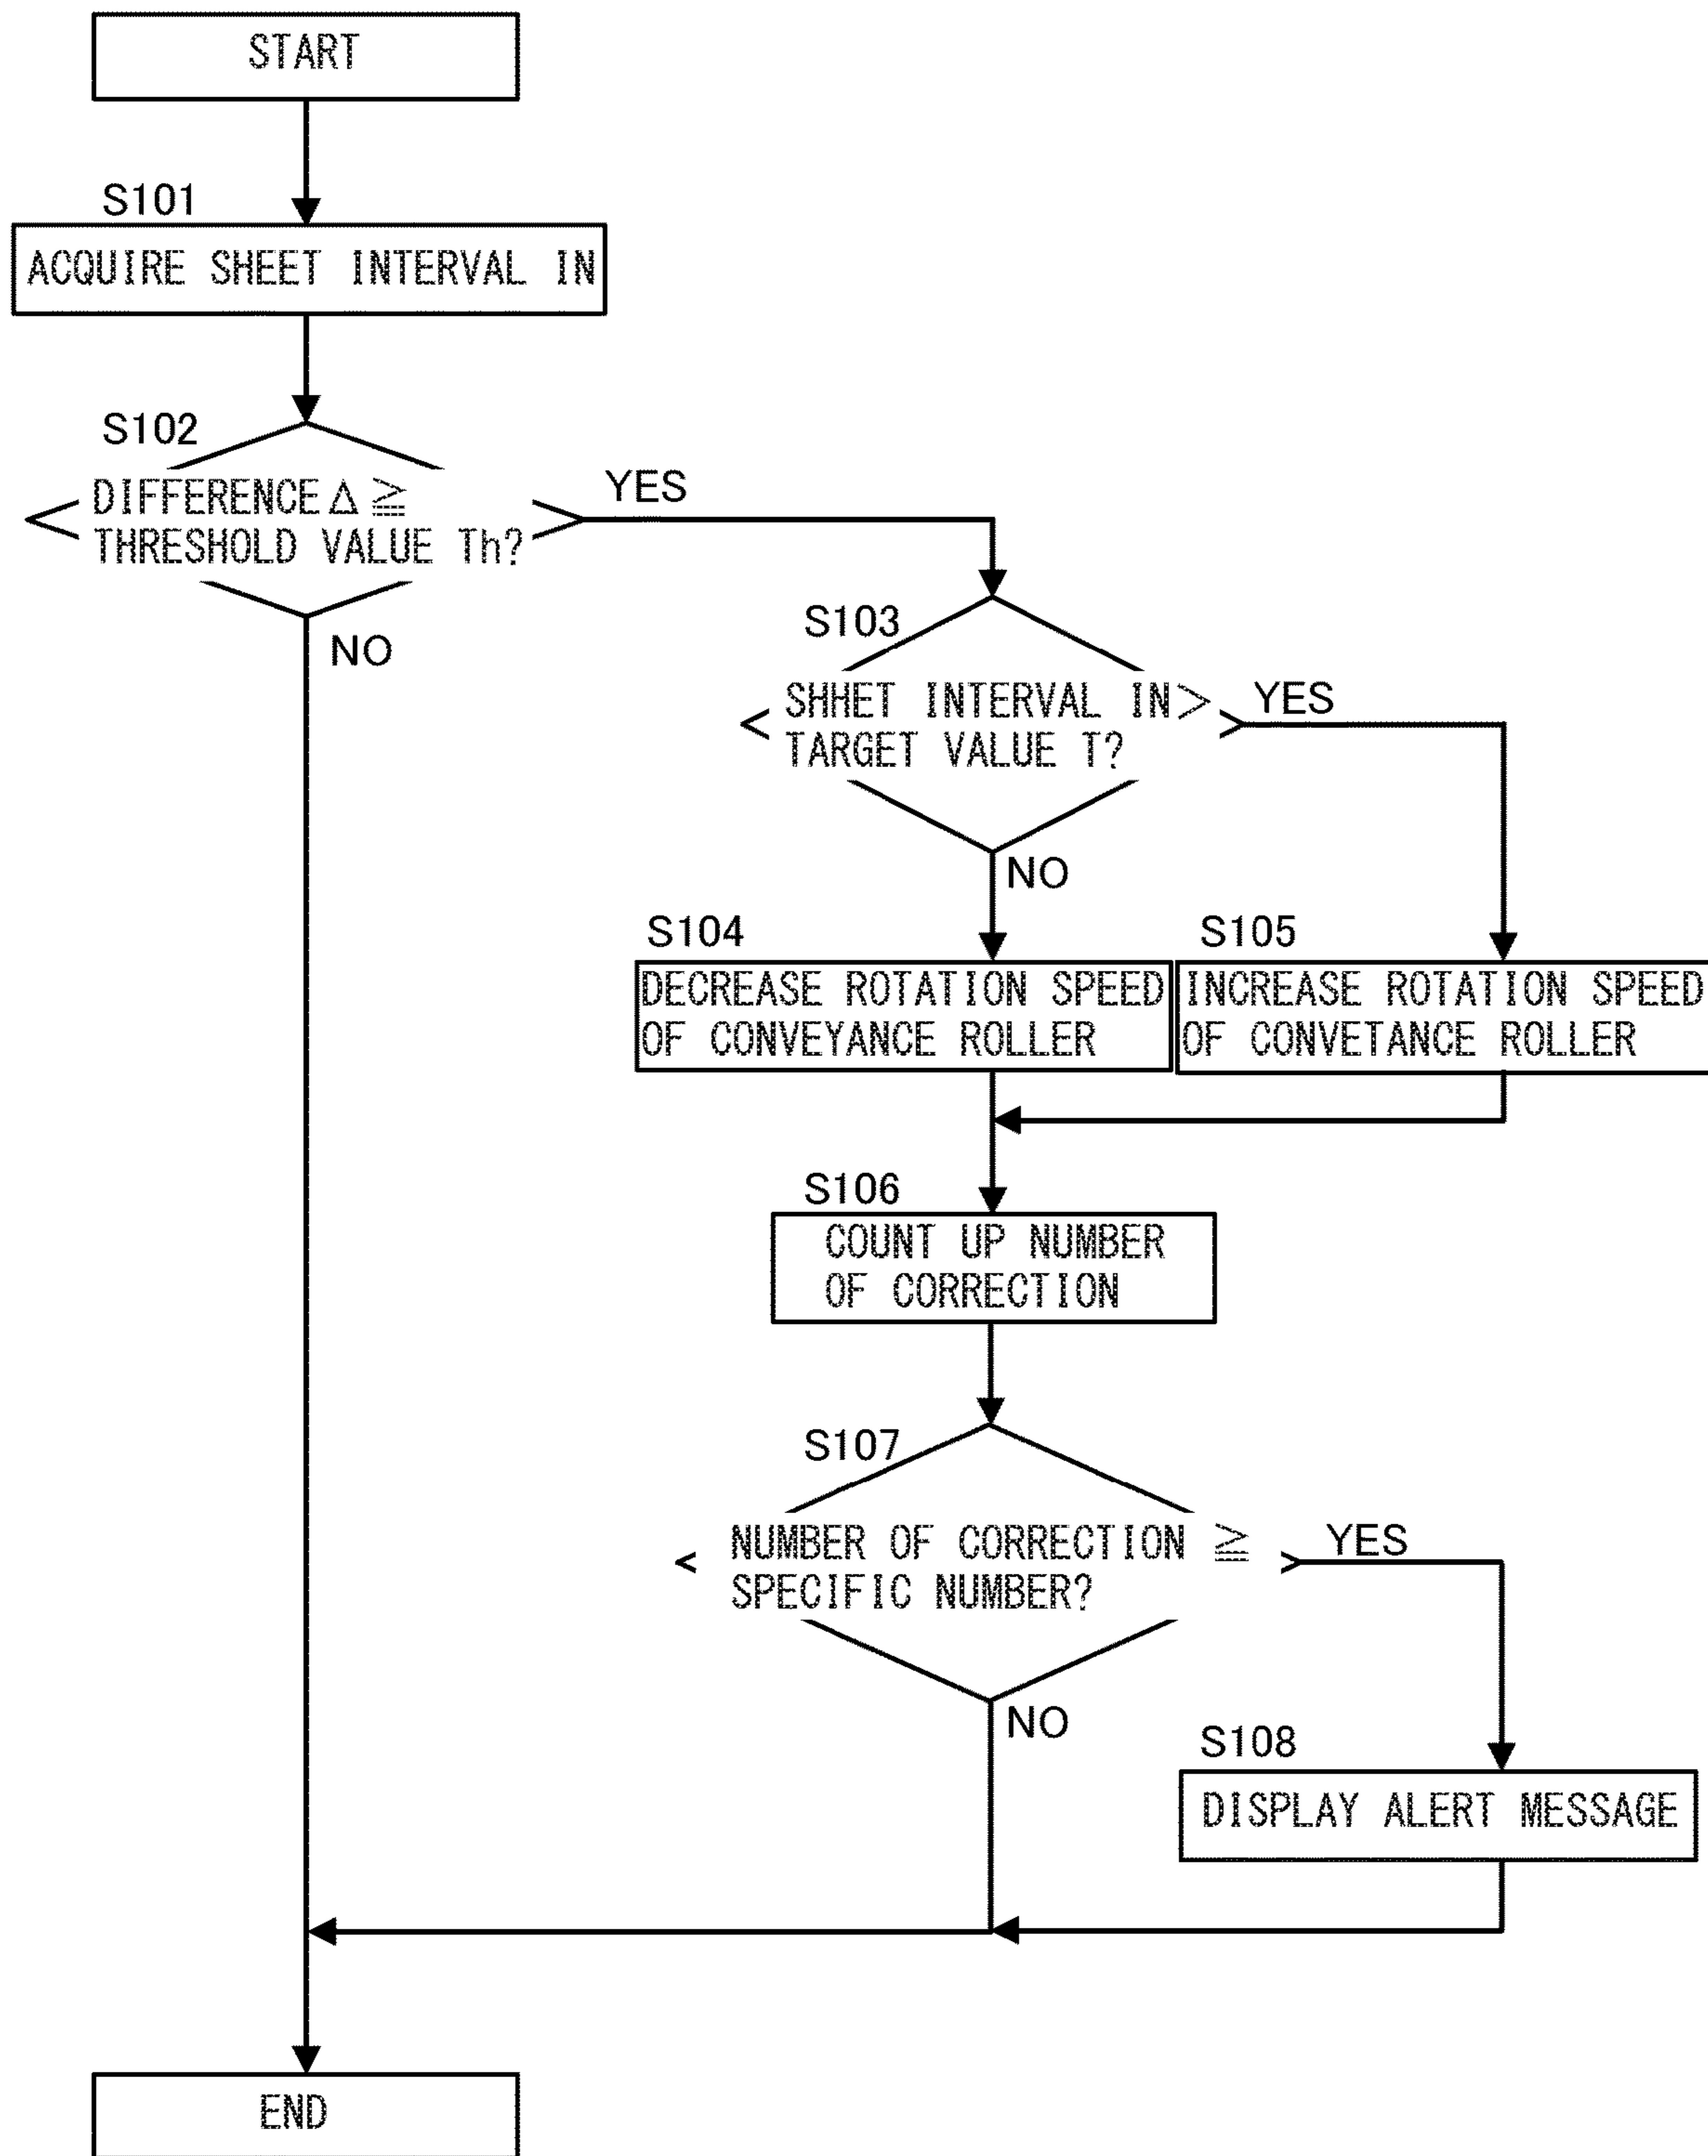 START
S101
ACQUIRE SHEET INTERVAL IN
S102
DIFFERENCE Δ ≧
THRESHOLD VALUE Th?
YES
NO
S103
SHHET INTERVAL IN >
TARGET VALUE T?
YES
NO
S104
DECREASE ROTATION SPEED
OF CONVEYANCE ROLLER
S105
INCREASE ROTATION SPEED
OF CONVETANCE ROLLER
S106
COUNT UP NUMBER
OF CORRECTION
S107
NUMBER OF CORRECTION ≧
SPECIFIC NUMBER?
YES
NO
S108
DISPLAY ALERT MESSAGE
END